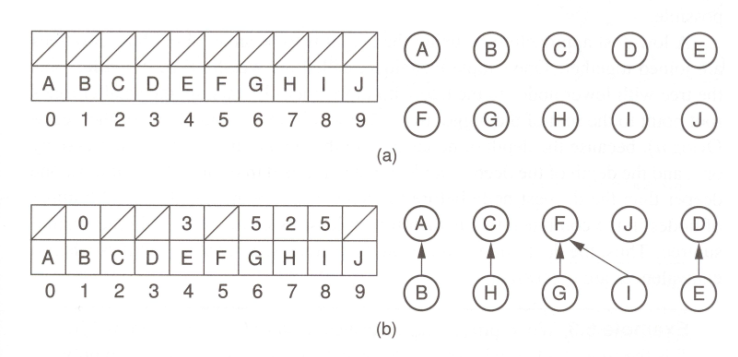 A B C D E F G H I J
0 1 2 3 4 5 6 7 8 9
A B C D E
F G H I J
(a)
0 3 5 2 5
A B C D E F G H I J
0 1 2 3 4 5 6 7 8 9
A C F J D
B H G I E
(b)